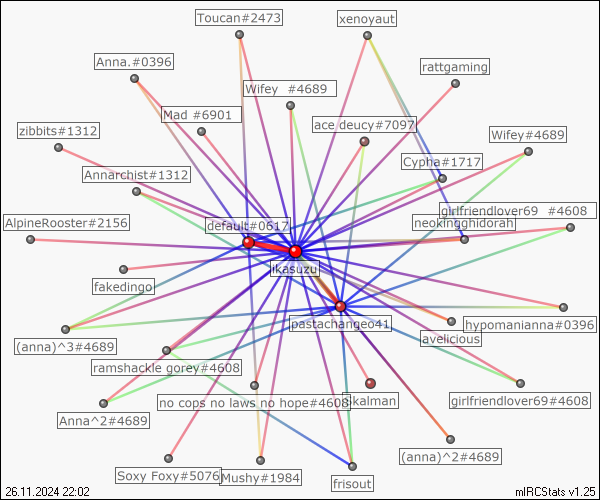 Toucan#2473
xenoyaut
Anna.#0396
rattgaming
Wifey  #4689
Mad #6901
ace deucy#7097
zibbits#1312
Wifey#4689
Cypha#1717
Annarchist#1312
girlfriendlover69  #4608
AlpineRooster#2156
default#0617
neokingghidorah
ikasuzu
fakedingo
pastachangeo41
hypomanianna#0396
avelicious
(anna)^3#4689
ramshackle gorey#4608
no cops no laws no hope#4608
skalman
girlfriendlover69#4608
Anna^2#4689
(anna)^2#4689
Soxy Foxy#5076
Mushy#1984
frisout
26.11.2024 22:02
mIRCStats v1.25